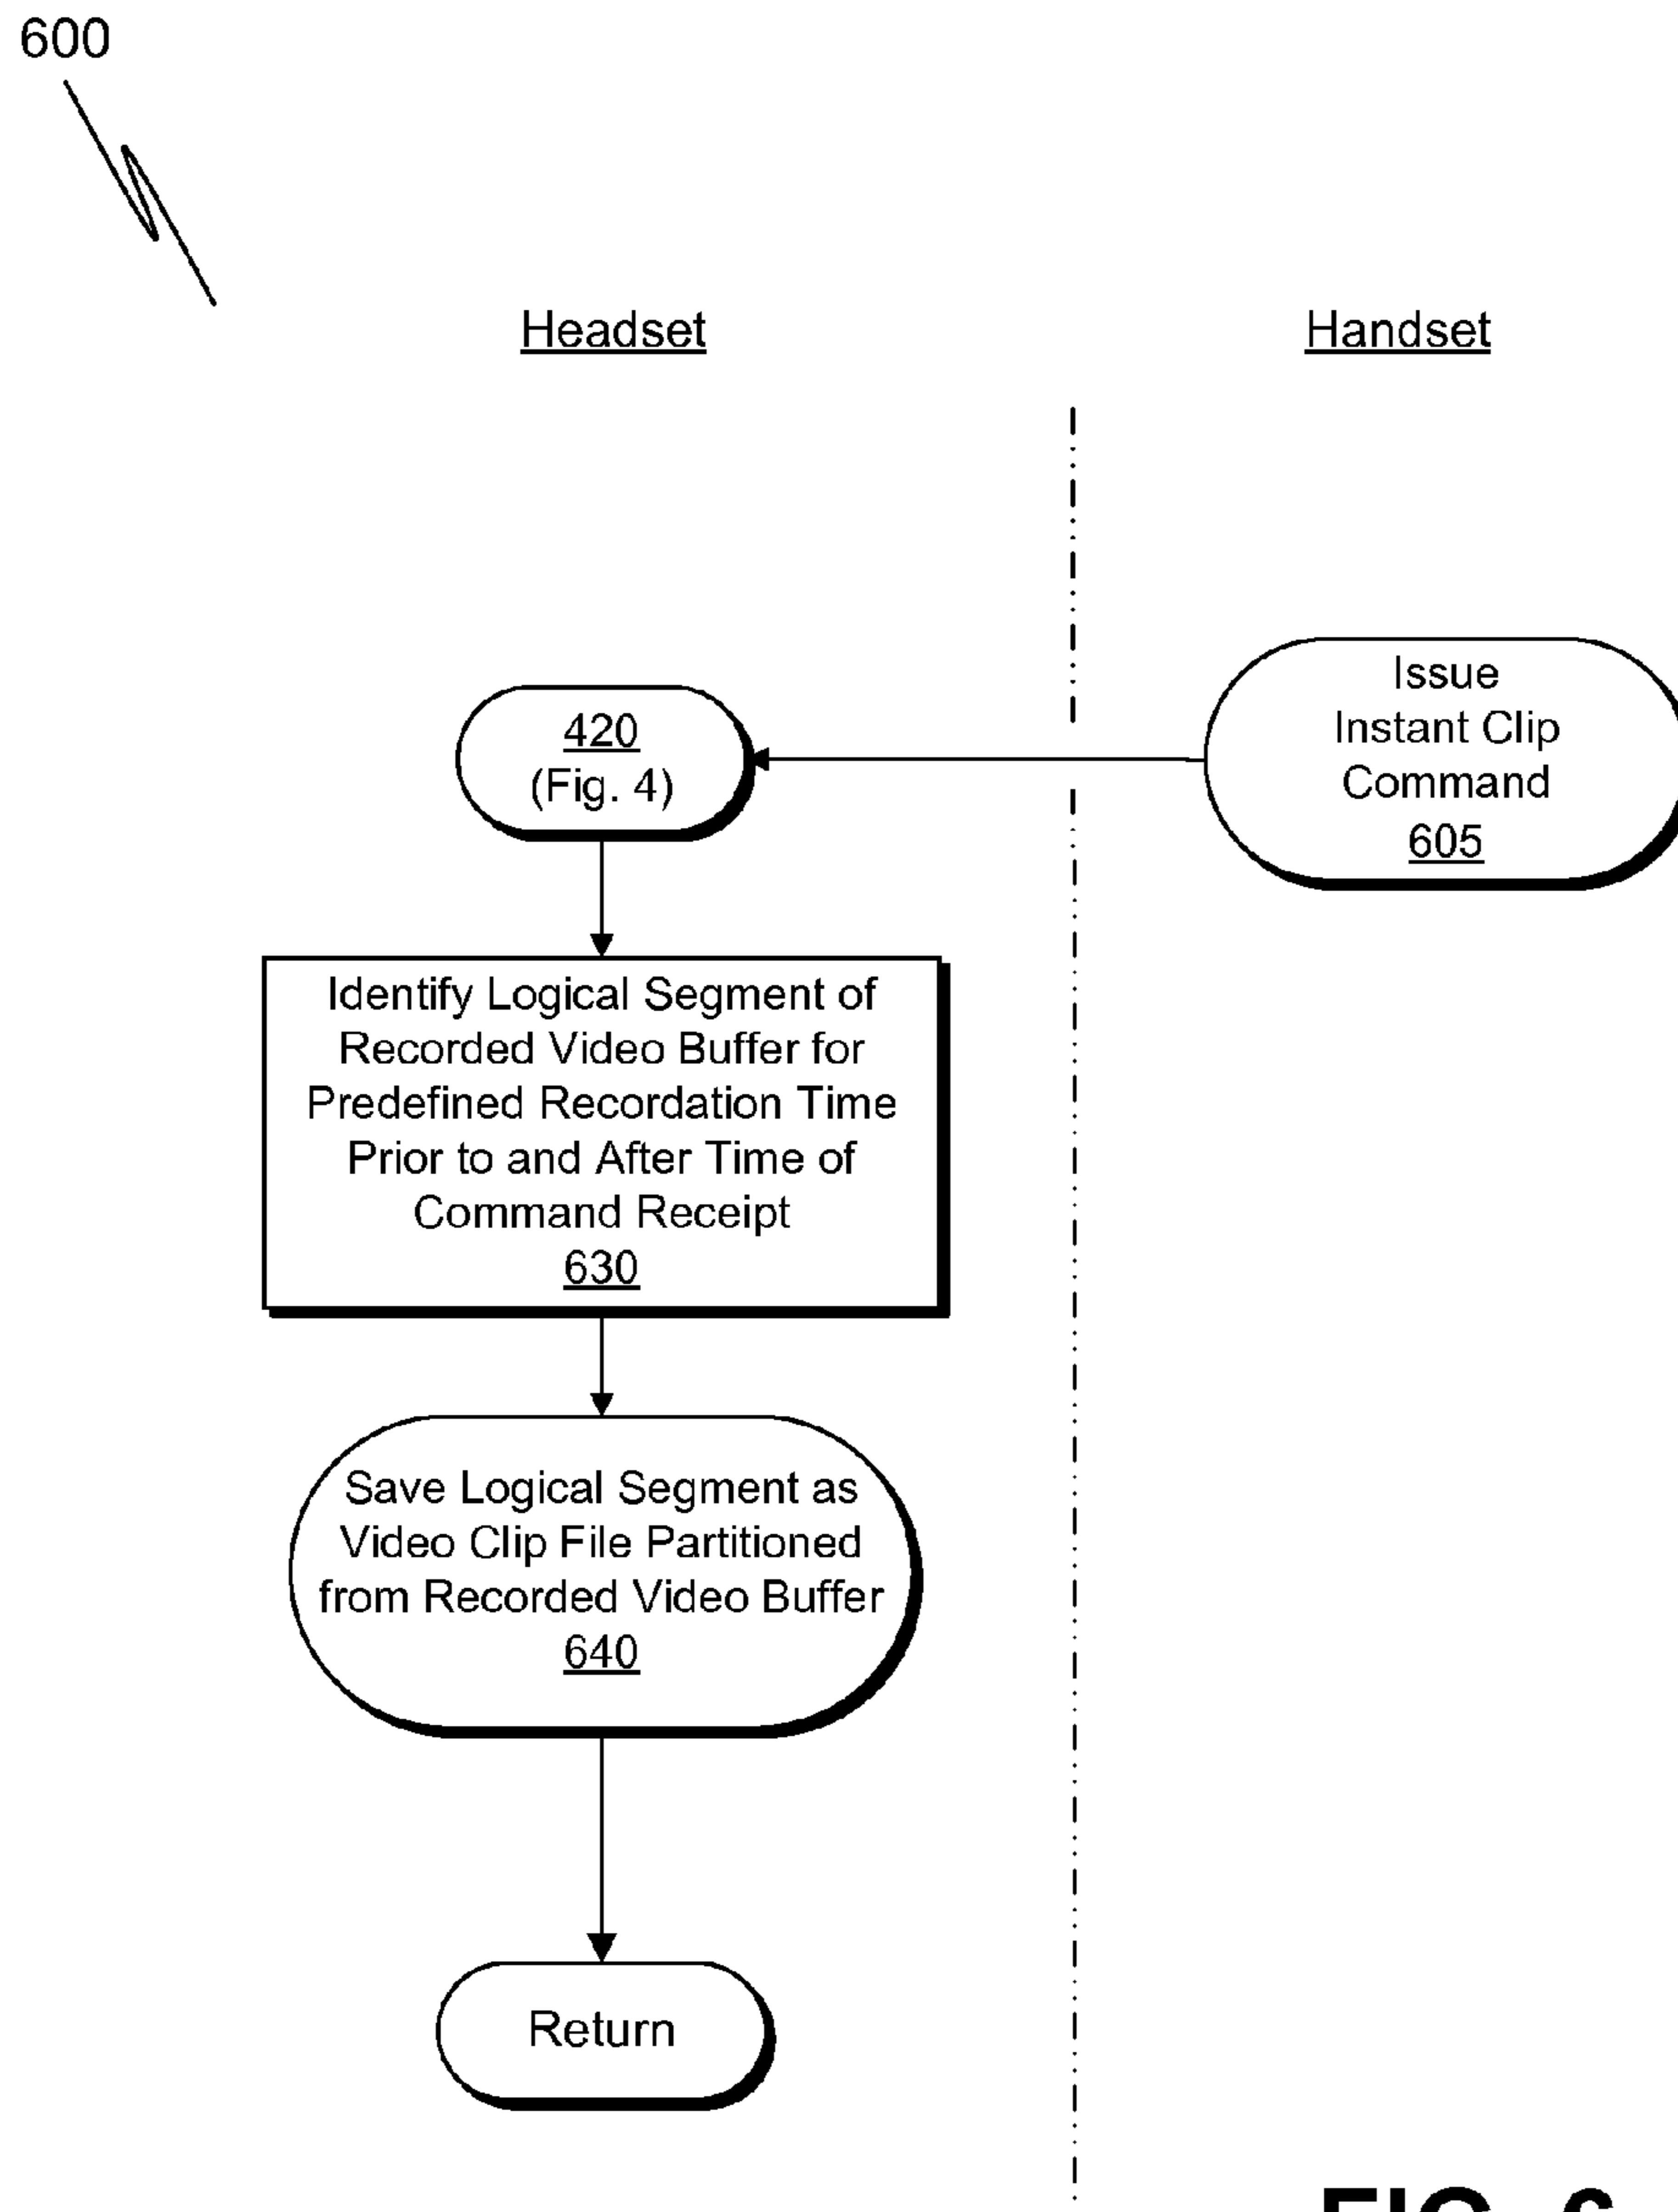 600
Headset
Handset
Issue
Instant Clip
Command
605
420
(Fig. 4)
Identify Logical Segment of
Recorded Video Buffer for
Predefined Recordation Time
Prior to and After Time of
Command Receipt
630
Save Logical Segment as
Video Clip File Partitioned
from Recorded Video Buffer
640
Return
FIG. 6